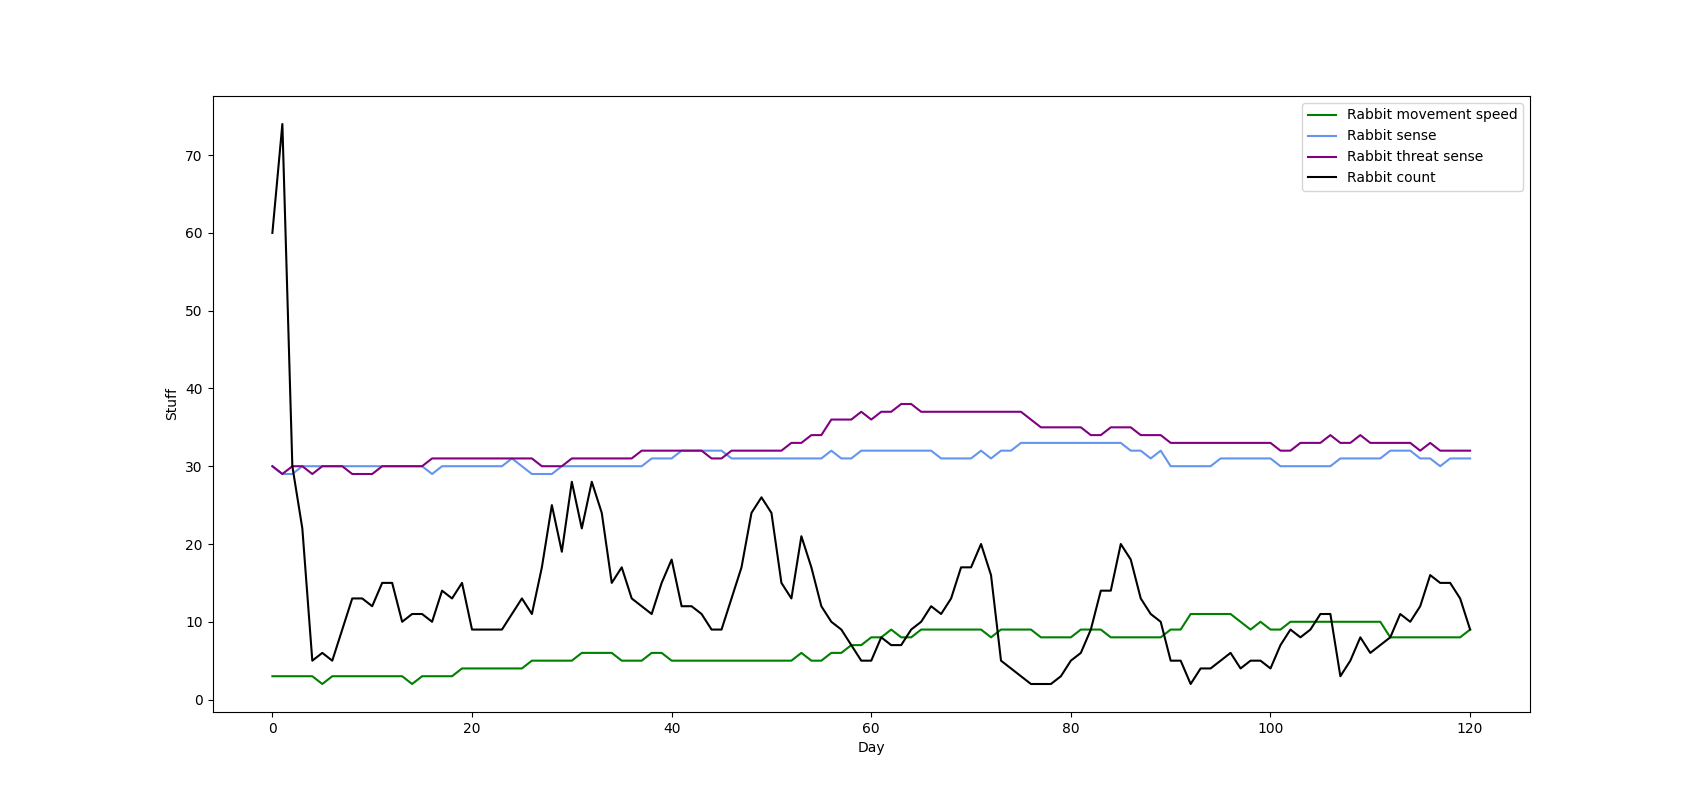 Rabbit movement speed
Rabbit sense
Rabbit threat sense
Rabbit count
70
60
50
40
30
20
10
0
Stuff
0 20 40 60 80 100 120
Day